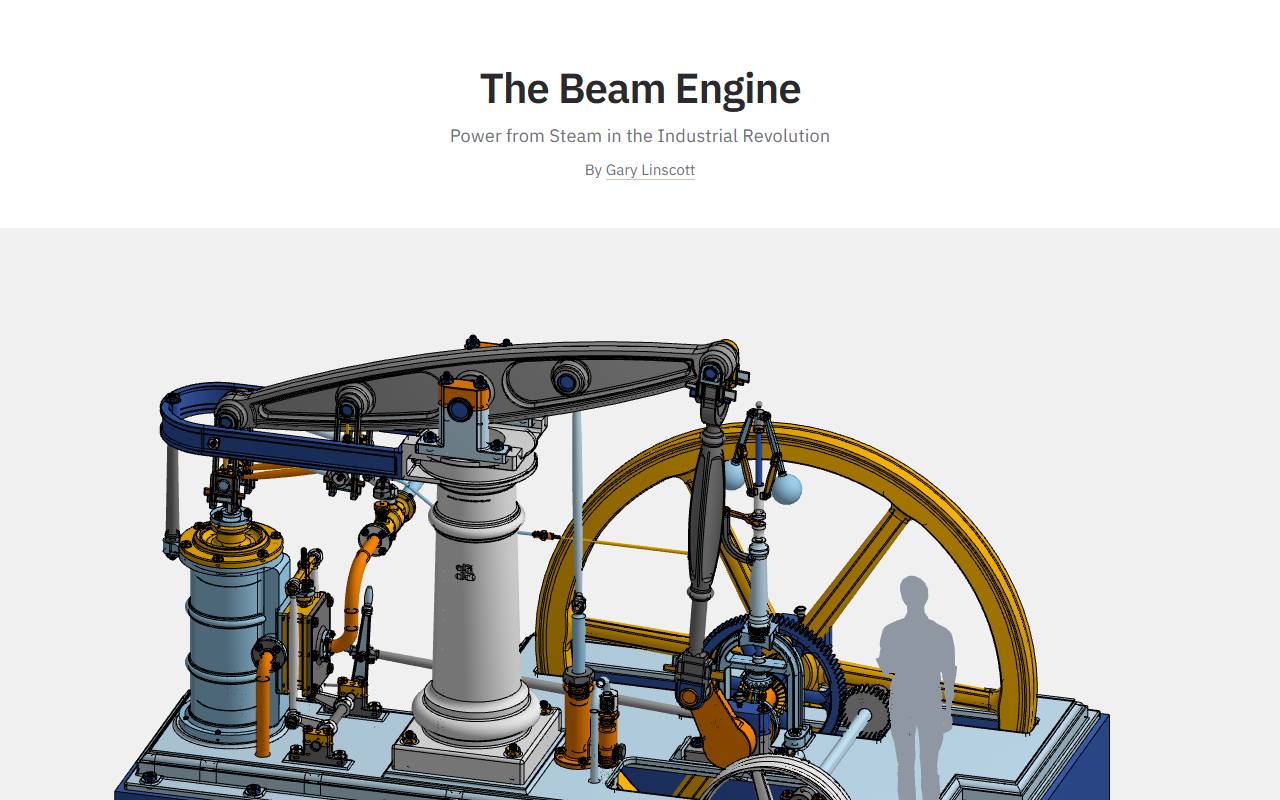 The Beam Engine
Power from Steam in the Industrial Revolution
By Gary Linscott